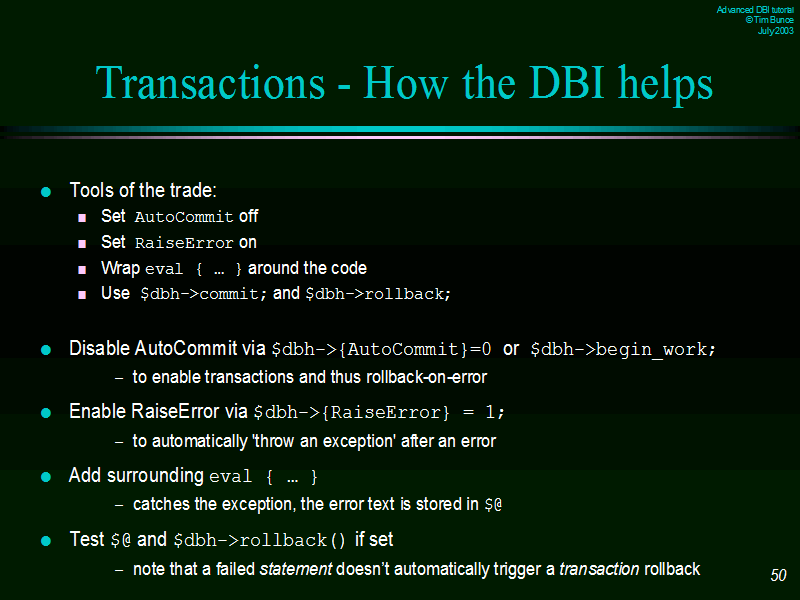 Advanced DBI tutorial
© Tim Bunce
July 2003
Transactions - How the DBI helps
Tools of the trade:
Set AutoCommit off
Set RaiseError on
Wrap eval { … } around the code
Use $dbh->commit; and $dbh->rollback;
Disable AutoCommit via $dbh->{AutoCommit}=0 or $dbh->begin_work;
– to enable transactions and thus rollback-on-error
Enable RaiseError via $dbh->{RaiseError} = 1;
– to automatically 'throw an exception' after an error
Add surrounding eval { … }
– catches the exception, the error text is stored in $@
Test $@ and $dbh->rollback() if set
– note that a failed statement doesn’t automatically trigger a transaction rollback
50